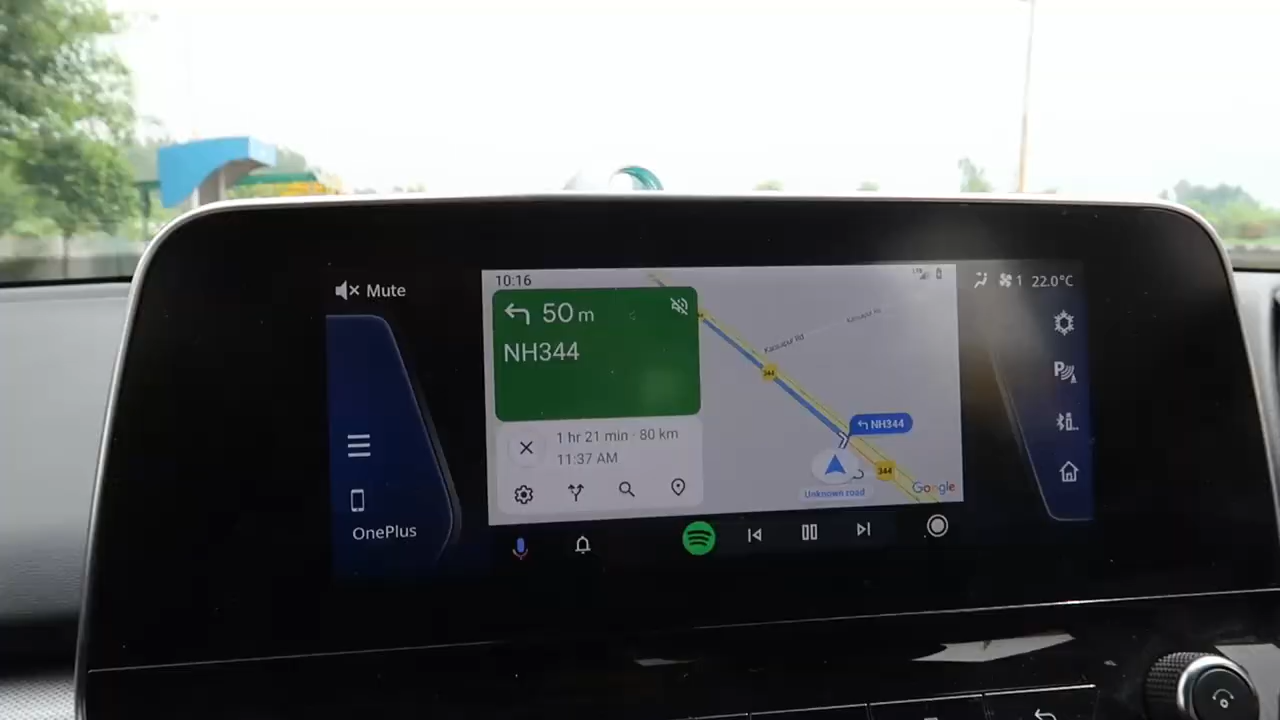 Mute
10:16
50 m
NH344
1 hr 21 min · 80 km
11:37 AM
OnePlus
344
NH344
344
Unknown road
Google
LTE
1 22.0°C
P